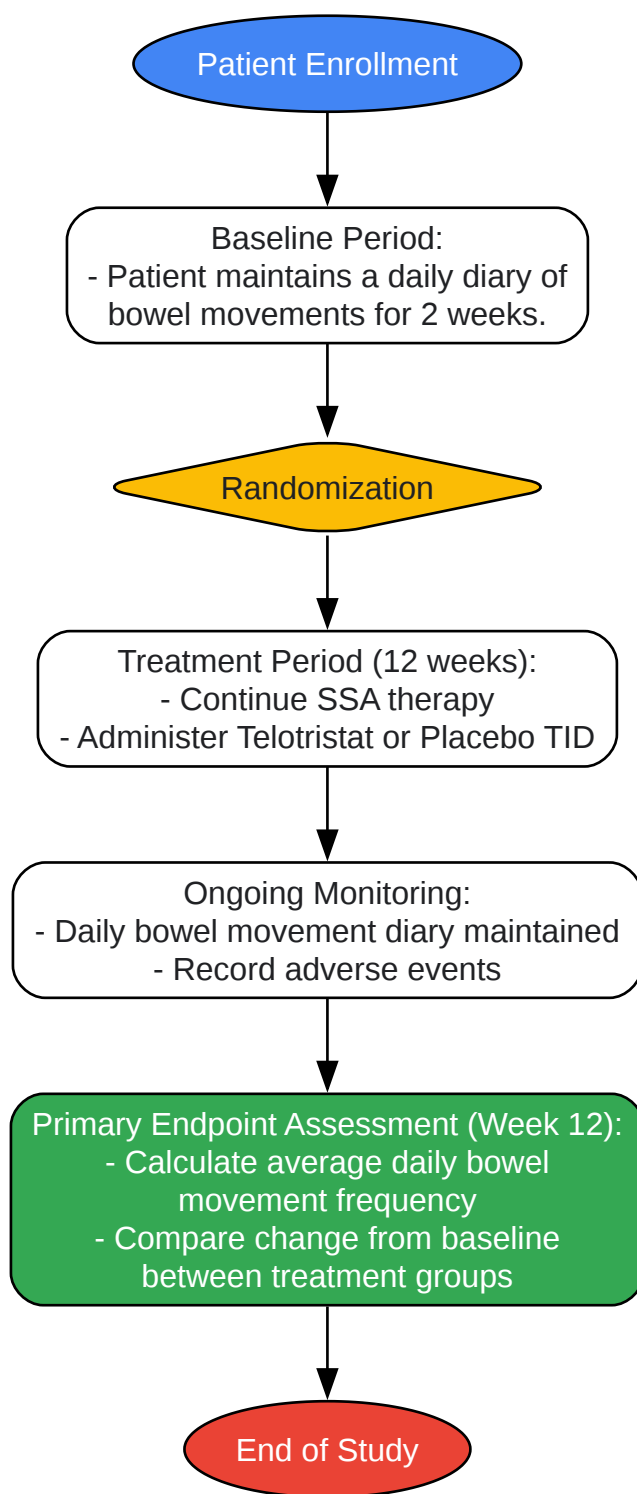 Patient Enrollment
Baseline Period:
- Patient maintains a daily diary of
bowel movements for 2 weeks.
Randomization
Treatment Period (12 weeks):
- Continue SSA therapy
- Administer Telotristat or Placebo TID
Ongoing Monitoring:
- Daily bowel movement diary maintained
- Record adverse events
Primary Endpoint Assessment (Week 12):
- Calculate average daily bowel
movement frequency
- Compare change from baseline
between treatment groups
End of Study